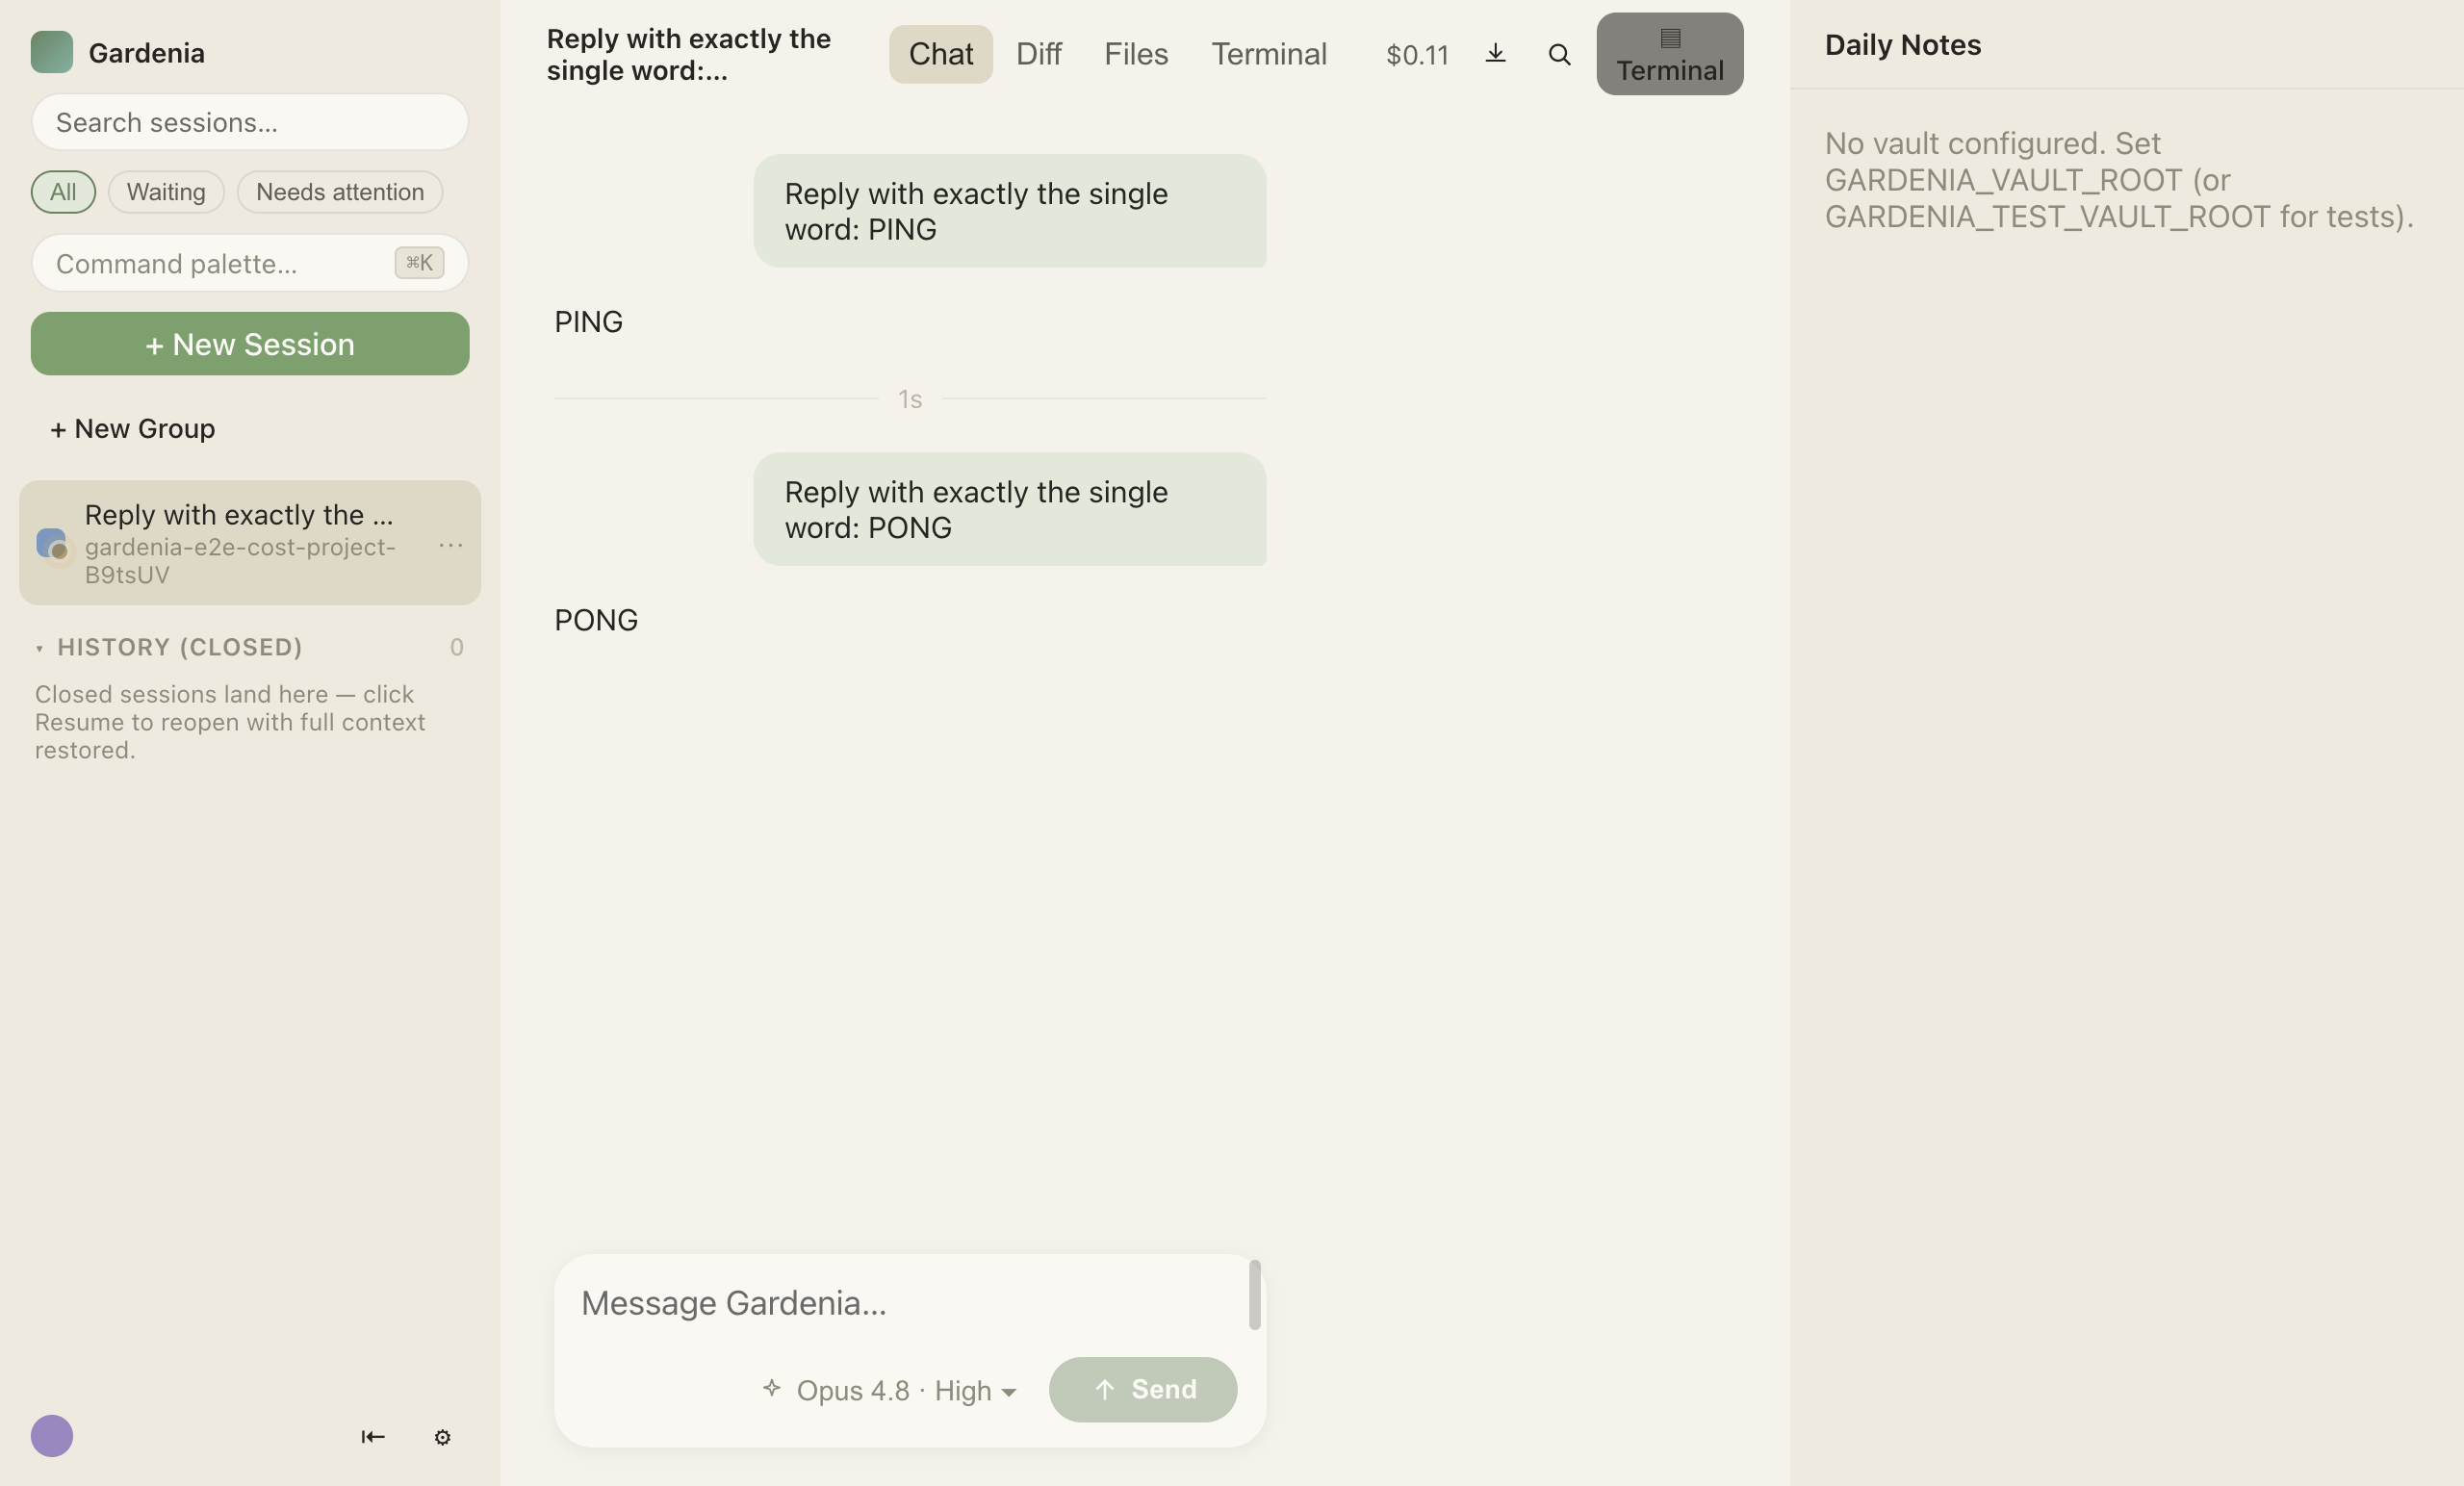 Gardenia
Search sessions...
All
Waiting
Needs attention
Command palette...
⌘K
+ New Session
+ New Group
Reply with exactly the ...
gardenia-e2e-cost-project-
B9tsUV
...
▾ HISTORY (CLOSED)
0
Closed sessions land here — click
Resume to reopen with full context
restored.
Reply with exactly the
single word:...
Chat
Diff
Files
Terminal
$0.11
Terminal
Reply with exactly the single
word: PING
PING
1s
Reply with exactly the single
word: PONG
PONG
Message Gardenia...
Opus 4.8 · High
Send
Daily Notes
No vault configured. Set
GARDENIA_VAULT_ROOT (or
GARDENIA_TEST_VAULT_ROOT for tests).